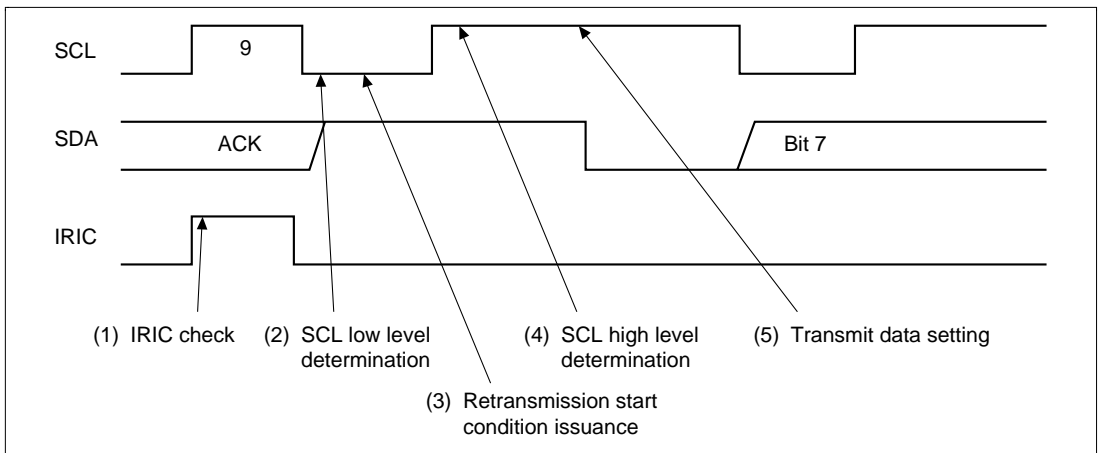 SCL
9
SDA
ACK
Bit 7
IRIC
(1) IRIC check
(2) SCL low level
determination
(4) SCL high level
determination
(5) Transmit data setting
(3) Retransmission start
condition issuance